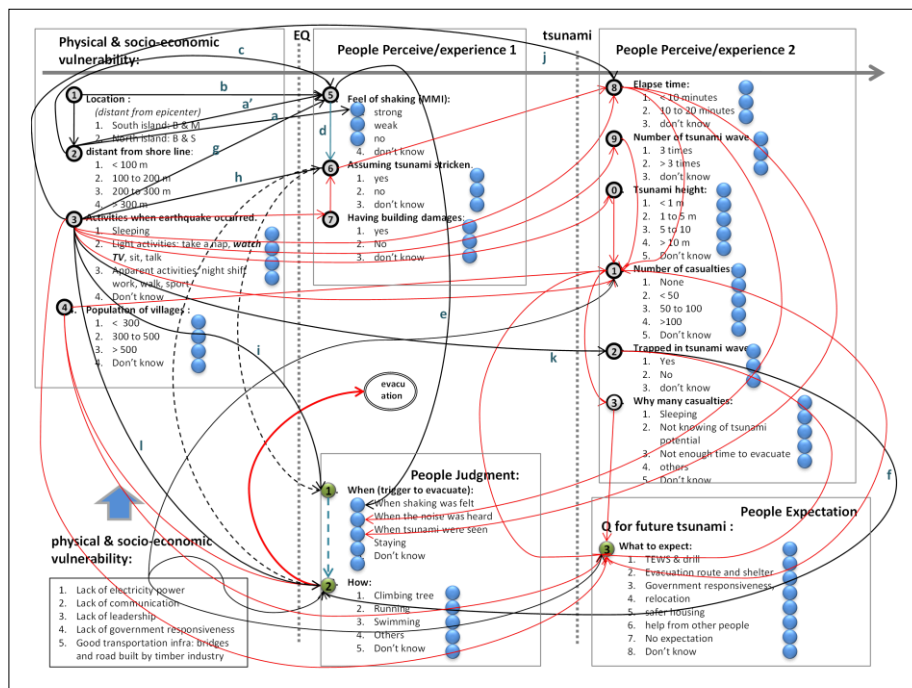 Physical & socio-economic
vulnerability:
c
b
a'
a
g
h
1
Location :
(distant from epicenter)
1. South island: B & M
2. North island: B & S
2
distant from shore line:
1. < 100 m
2. 100 to 200 m
3. 200 to 300 m
4. > 300 m
3
Activities when earthquake occurred.
1. Sleeping
2. Light activities: take a nap, watch
TV, sit, talk
3. Apparent activities: night shift
work, walk, sport
4. Don't know
4
Population of villages :
1. < 300
2. 300 to 500
3. > 500
4. Don't know
i
l
EQ
People Perceive/experience 1
5
Feel of shaking (MMI):
strong
weak
no
4. don't know
d
6
Assuming tsunami stricken:
1. yes
2. no
3. don't know
7
Having building damages:
1. yes
2. No
3. don't know
e
evacu
ation
tsunami
j
People Perceive/experience 2
8
Elapse time:
1. < 10 minutes
2. 10 to 20 minutes
3. don't know
9
Number of tsunami wave
1. 3 times
2. > 3 times
3. don't know
0
Tsunami height:
1. < 1 m
2. 1 to 5 m
3. 5 to 10
4. > 10 m
5. Don't know
1
Number of casualties
1. None
2. < 50
3. 50 to 100
4. >100
5. Don't know
k
2
Trapped in tsunami wave
1. Yes
2. No
3. don't know
3
Why many casualties:
1. Sleeping
2. Not knowing of tsunami
potential
3. Not enough time to evacuate
4. others
5. Don't know
f
People Judgment:
1
When (trigger to evacuate):
When shaking was felt
When the noise was heard
When tsunami were seen
Staying
Don't know
2
How:
1. Climbing tree
2. Running
3. Swimming
4. Others
5. Don't know
People Expectation
Q for future tsunami :
3
What to expect:
1. TEWS & drill
2. Evacuation route and shelter
3. Government responsiveness,
4. relocation
5. safer housing
6. help from other people
7. No expectation
8. Don't know
physical & socio-economic
vulnerability:
1. Lack of electricity power
2. Lack of communication
3. Lack of leadership
4. Lack of government responsiveness
5. Good transportation infra: bridges
and road built by timber industry